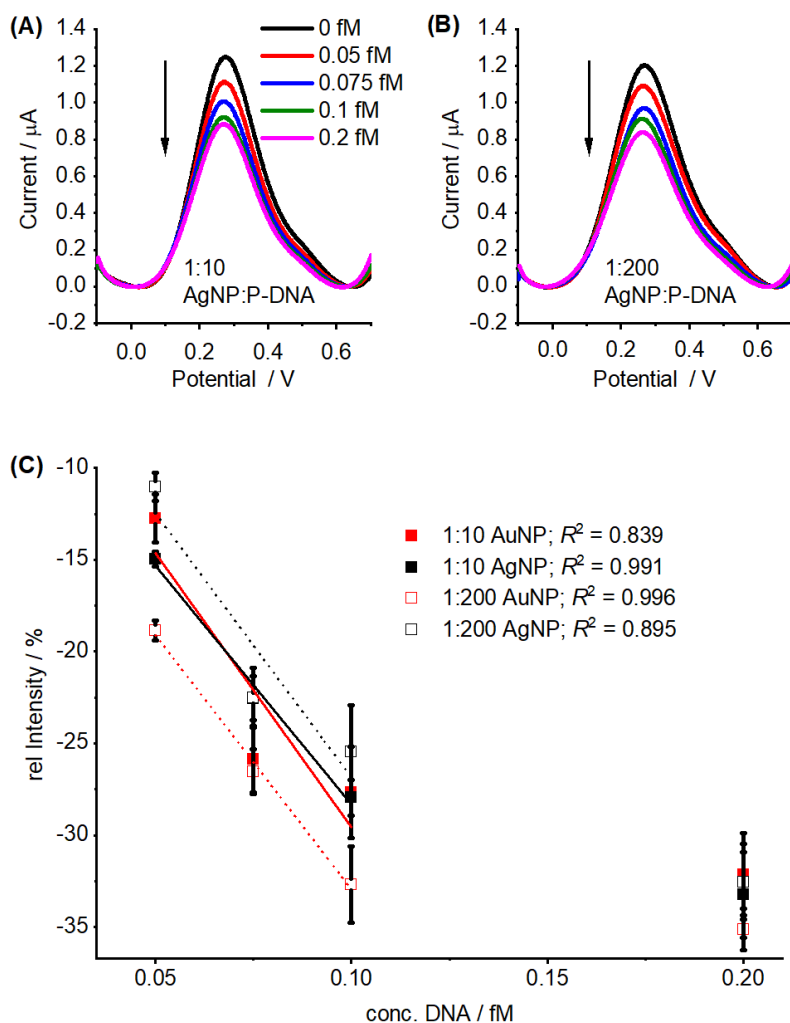 (A)
1.4
1.2
1.0
0.8
0.6
0.4
0.2
0.0
-0.2
Current / μA
0 fM
0.05 fM
0.075 fM
0.1 fM
0.2 fM
1:10
AgNP:P-DNA
0.0 0.2 0.4 0.6
Potential / V
(B)
1.4
1.2
1.0
0.8
0.6
0.4
0.2
0.0
-0.2
Current / μA
1:200
AgNP:P-DNA
0.0 0.2 0.4 0.6
Potential / V
(C)
-10
-15
-20
-25
-30
-35
rel Intensity / %
1:10 AuNP; R² = 0.839
1:10 AgNP; R² = 0.991
1:200 AuNP; R² = 0.996
1:200 AgNP; R² = 0.895
0.05 0.10 0.15 0.20
conc. DNA / fM